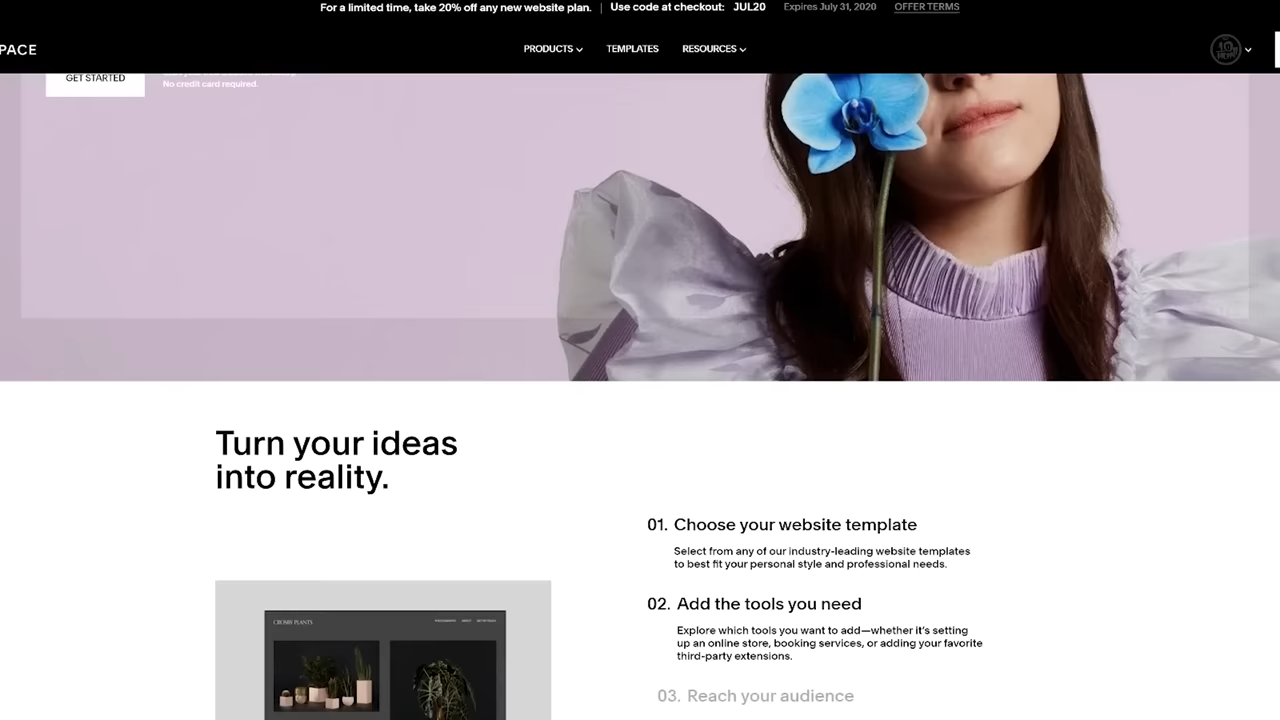 For a limited time, take 20% off any new website plan. | Use code at checkout: JUL20 Expires July 31, 2020 OFFER TERMS
PACE
PRODUCTS TEMPLATES RESOURCES
GET STARTED
No credit card required.
Turn your ideas
into reality.
01. Choose your website template
Select from any of our industry-leading website templates
to best fit your personal style and professional needs.
02. Add the tools you need
Explore which tools you want to add—whether it's setting
up an online store, booking services, or adding your favorite
third-party extensions.
03. Reach your audience
CROSBY PLANTS
ABOUT